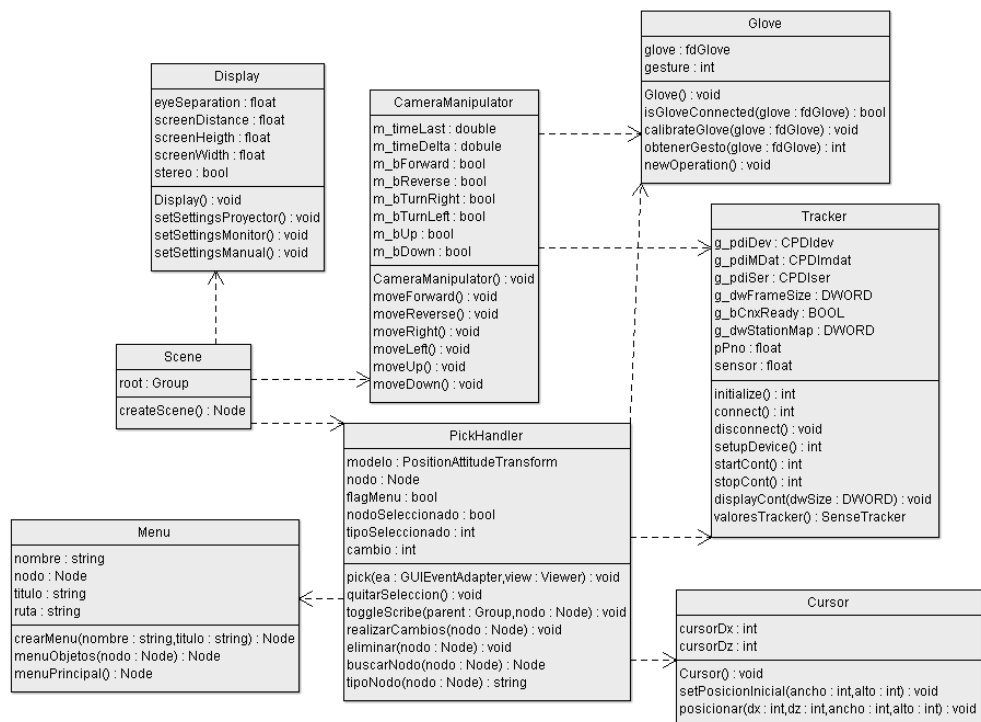 Glove
glove : fdGlove
gesture : int
Glove() : void
isGloveConnected(glove : fdGlove) : bool
calibrateGlove(glove : fdGlove) : void
obtenerGesto(glove : fdGlove) : int
newOperation() : void
Display
eyeSeparation : float
screenDistance : float
screenHeigth : float
screenWidth : float
stereo : bool
Display() : void
setSettingsProyector() : void
setSettingsMonitor() : void
setSettingsManual() : void
CameraManipulator
m_timeLast : double
m_timeDelta : dobule
m_bForward : bool
m_bReverse : bool
m_bTurnRight : bool
m_bTurnLeft : bool
m_bUp : bool
m_bDown : bool
CameraManipulator() : void
moveForward() : void
moveReverse() : void
moveRight() : void
moveLeft() : void
moveUp() : void
moveDown() : void
Tracker
g_pdiDev : CPDIdev
g_pdiMDat : CPDImdat
g_pdiSer : CPDIser
g_dwFrameSize : DWORD
g_bCnxReady : BOOL
g_dwStationMap : DWORD
pPno : float
sensor : float
initialize() : int
connect() : int
disconnect() : void
setupDevice() : int
startCont() : int
stopCont() : int
displayCont(dwSize : DWORD) : void
valoresTracker() : SenseTracker
Scene
root : Group
createScene() : Node
PickHandler
modelo : PositionAttitudeTransform
nodo : Node
flagMenu : bool
nodoSeleccionado : bool
tipoSeleccionado : int
cambio : int
pick(ea : GUIEventAdapter,view : Viewer) : void
quitarSeleccion() : void
toggleScribe(parent : Group,nodo : Node) : void
realizarCambios(nodo : Node) : void
eliminar(nodo : Node) : void
buscarNodo(nodo : Node) : Node
tipoNodo(nodo : Node) : string
Menu
nombre : string
nodo : Node
titulo : string
ruta : string
crearMenu(nombre : string,titulo : string) : Node
menuObjetos(nodo : Node) : Node
menuPrincipal() : Node
Cursor
cursorDx : int
cursorDz : int
Cursor() : void
setPosicionInicial(ancho : int,alto : int) : void
posicionar(dx : int,dz : int,ancho : int,alto : int) : void